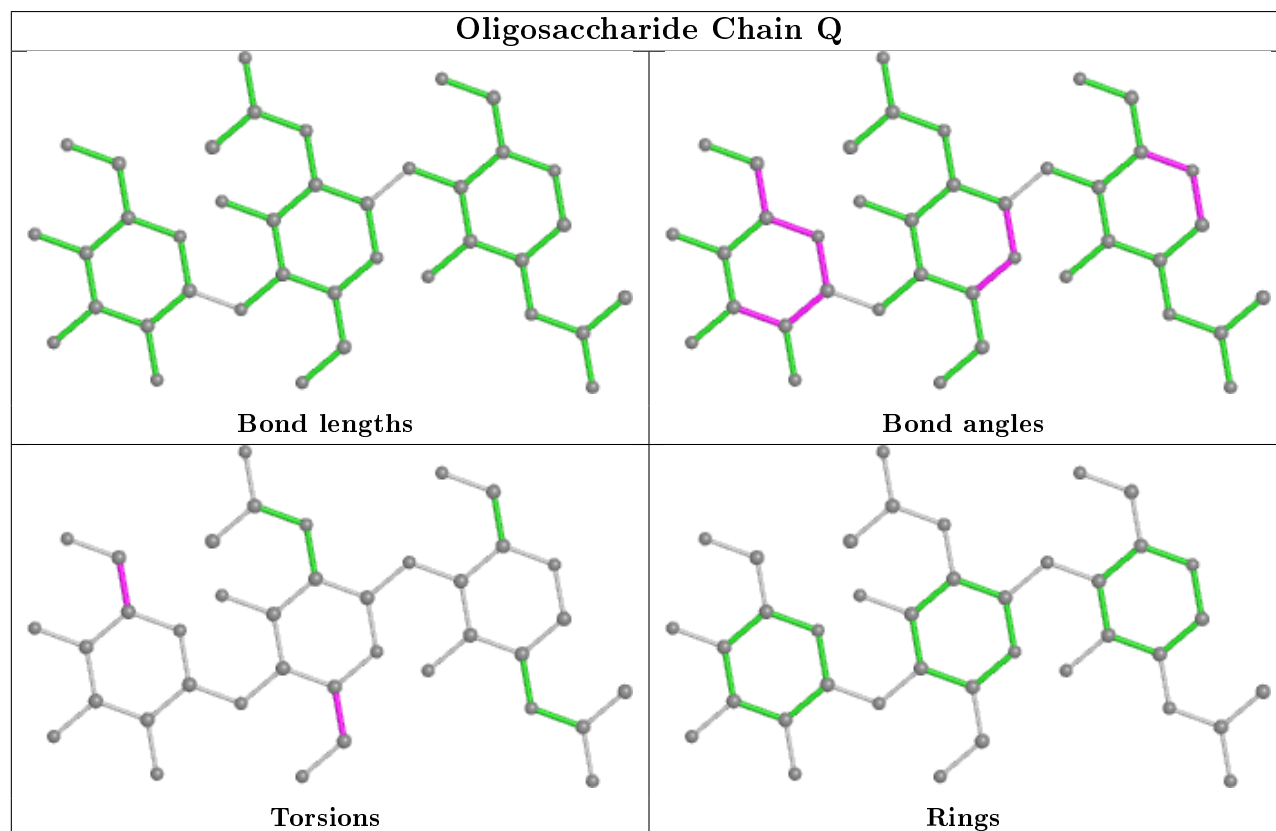 Oligosaccharide Chain Q
Bond lengths
Bond angles
Torsions
Rings